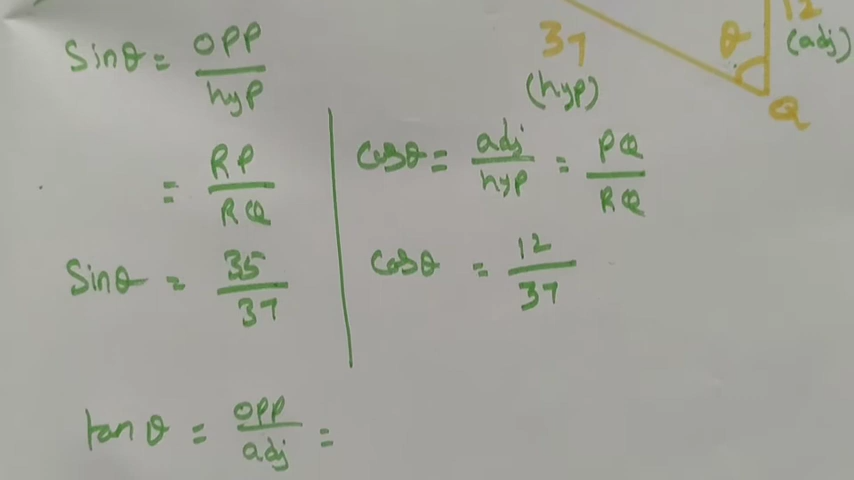 Sinθ = opp/hyp
= RP/RQ
Sinθ = 35/37
cosθ = adj/hyp = PQ/RQ
cosθ = 12/37
tan θ = opp/adj =
37
(hyp)
θ
12
(adj)
Q